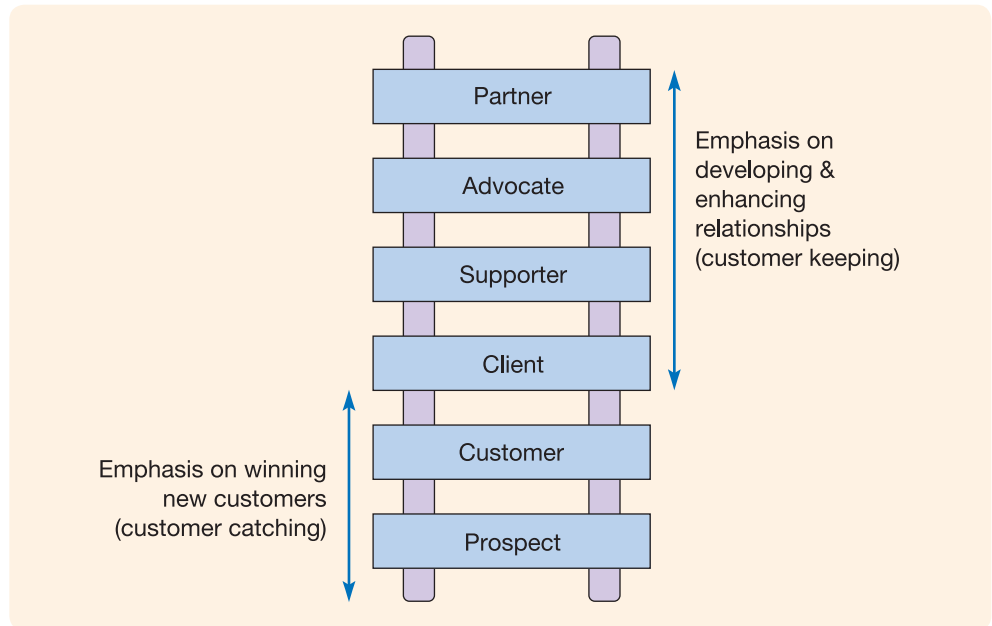 Partner
Advocate
Supporter
Client
Customer
Prospect
Emphasis on
developing &
enhancing
relationships
(customer keeping)
Emphasis on winning
new customers
(customer catching)